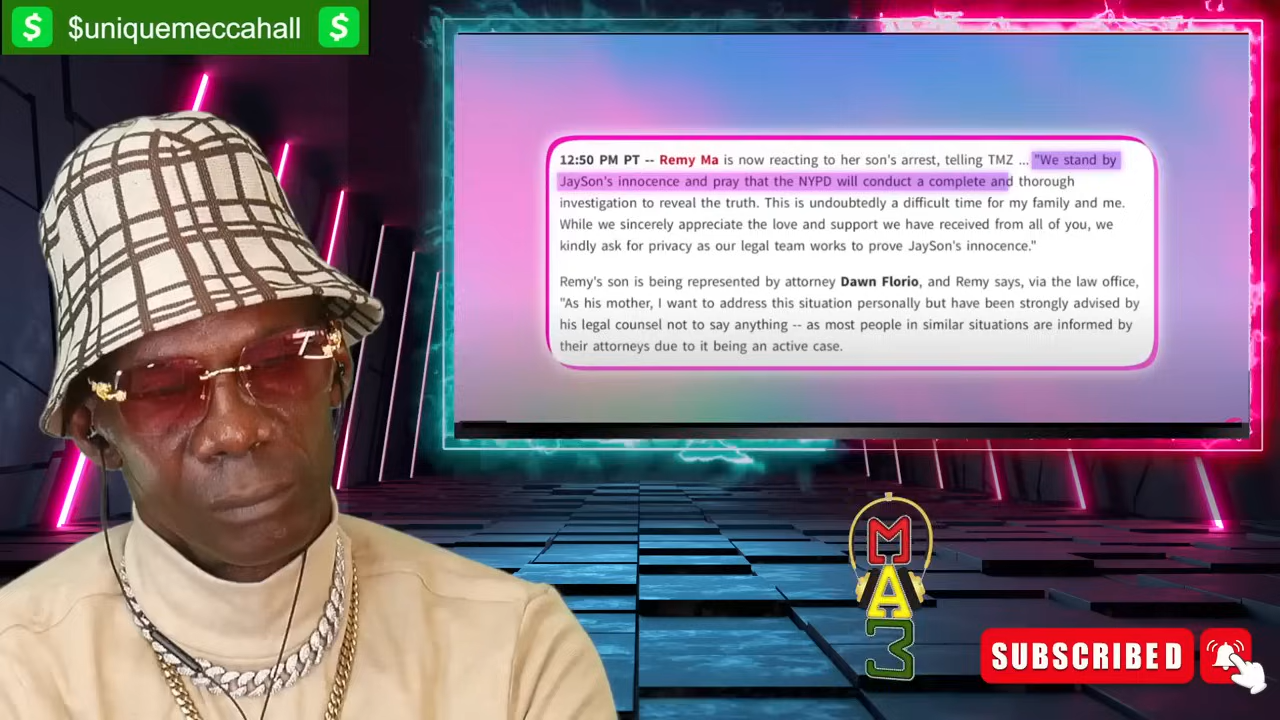 $ $uniquemeccahall $
12:50 PM PT -- Remy Ma is now reacting to her son's arrest, telling TMZ ... "We stand by
JaySon's innocence and pray that the NYPD will conduct a complete and thorough
investigation to reveal the truth. This is undoubtedly a difficult time for my family and me.
While we sincerely appreciate the love and support we have received from all of you, we
kindly ask for privacy as our legal team works to prove JaySon's innocence."
Remy's son is being represented by attorney Dawn Florio, and Remy says, via the law office,
"As his mother, I want to address this situation personally but have been strongly advised by
his legal counsel not to say anything -- as most people in similar situations are informed by
their attorneys due to it being an active case.
M
A
3
SUBSCRIBED